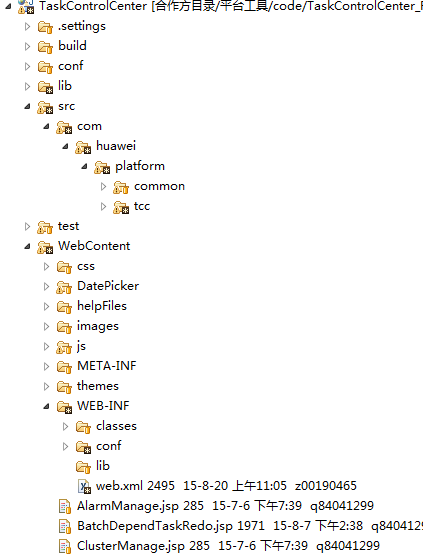 TaskControlCenter [合作方目录/平台工具/code/TaskControlCenter_
.settings
build
conf
lib
src
com
huawei
platform
common
tcc
test
WebContent
css
DatePicker
helpFiles
images
js
META-INF
themes
WEB-INF
classes
conf
lib
web.xml 2495 15-8-20 上午11:05 z00190465
AlarmManage.jsp 285 15-7-6 下午7:39 q84041299
BatchDependTaskRedo.jsp 1971 15-8-7 下午2:38 q8404129
ClusterManage.jsp 285 15-7-6 下午7:39 q84041299